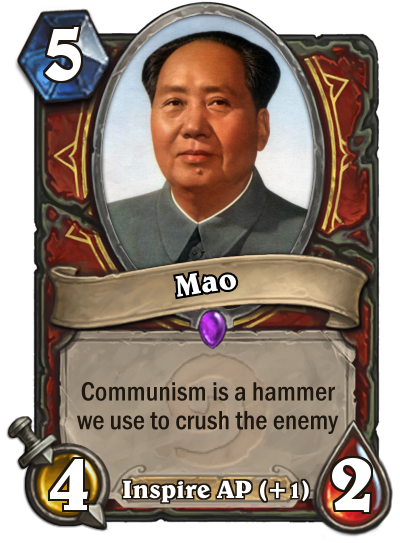 5
Mao
Communism is a hammer
we use to crush the enemy
4 Inspire AP (+1) 2